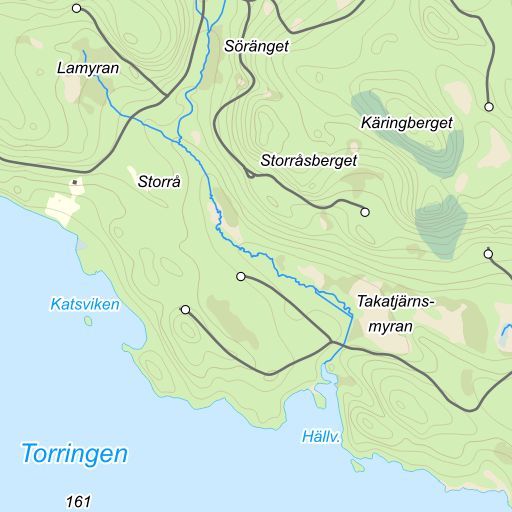 Söränget
Lamyran
Käringberget
Storråsberget
Storrå
Katsviken
Takatjärns-
myran
Hällv.
Torringen
161